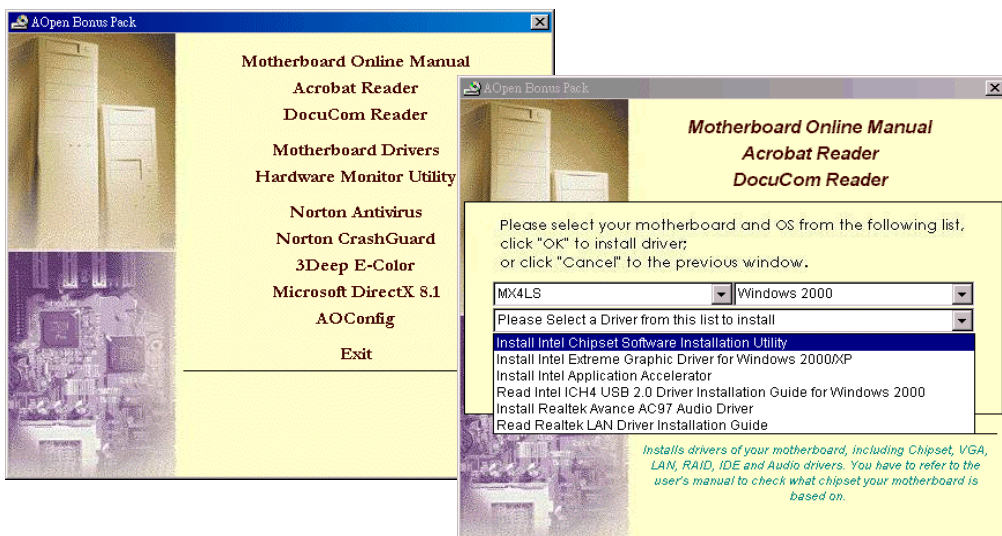 AOpen Bonus Pack
Motherboard Online Manual
Acrobat Reader
DocuCom Reader
Motherboard Drivers
Hardware Monitor Utility
Norton Antivirus
Norton CrashGuard
3Deep E-Color
Microsoft DirectX 8.1
AOConfig
Exit
AOpen Bonus Pack
Motherboard Online Manual
Acrobat Reader
DocuCom Reader
Please select your motherboard and OS from the following list,
click "OK" to install driver;
or click "Cancel" to the previous window.
MX4LS
Windows 2000
Please Select a Driver from this list to install
Install Intel Chipset Software Installation Utility
Install Intel Extreme Graphic Driver for Windows 2000/XP
Install Intel Application Accelerator
Read Intel ICH4 USB 2.0 Driver Installation Guide for Windows 2000
Install Realtek Avance AC97 Audio Driver
Read Realtek LAN Driver Installation Guide
Installs drivers of your motherboard, including Chipset, VGA,
LAN, RAID, IDE and Audio drivers. You have to refer to the
user's manual to check what chipset your motherboard is
based on.